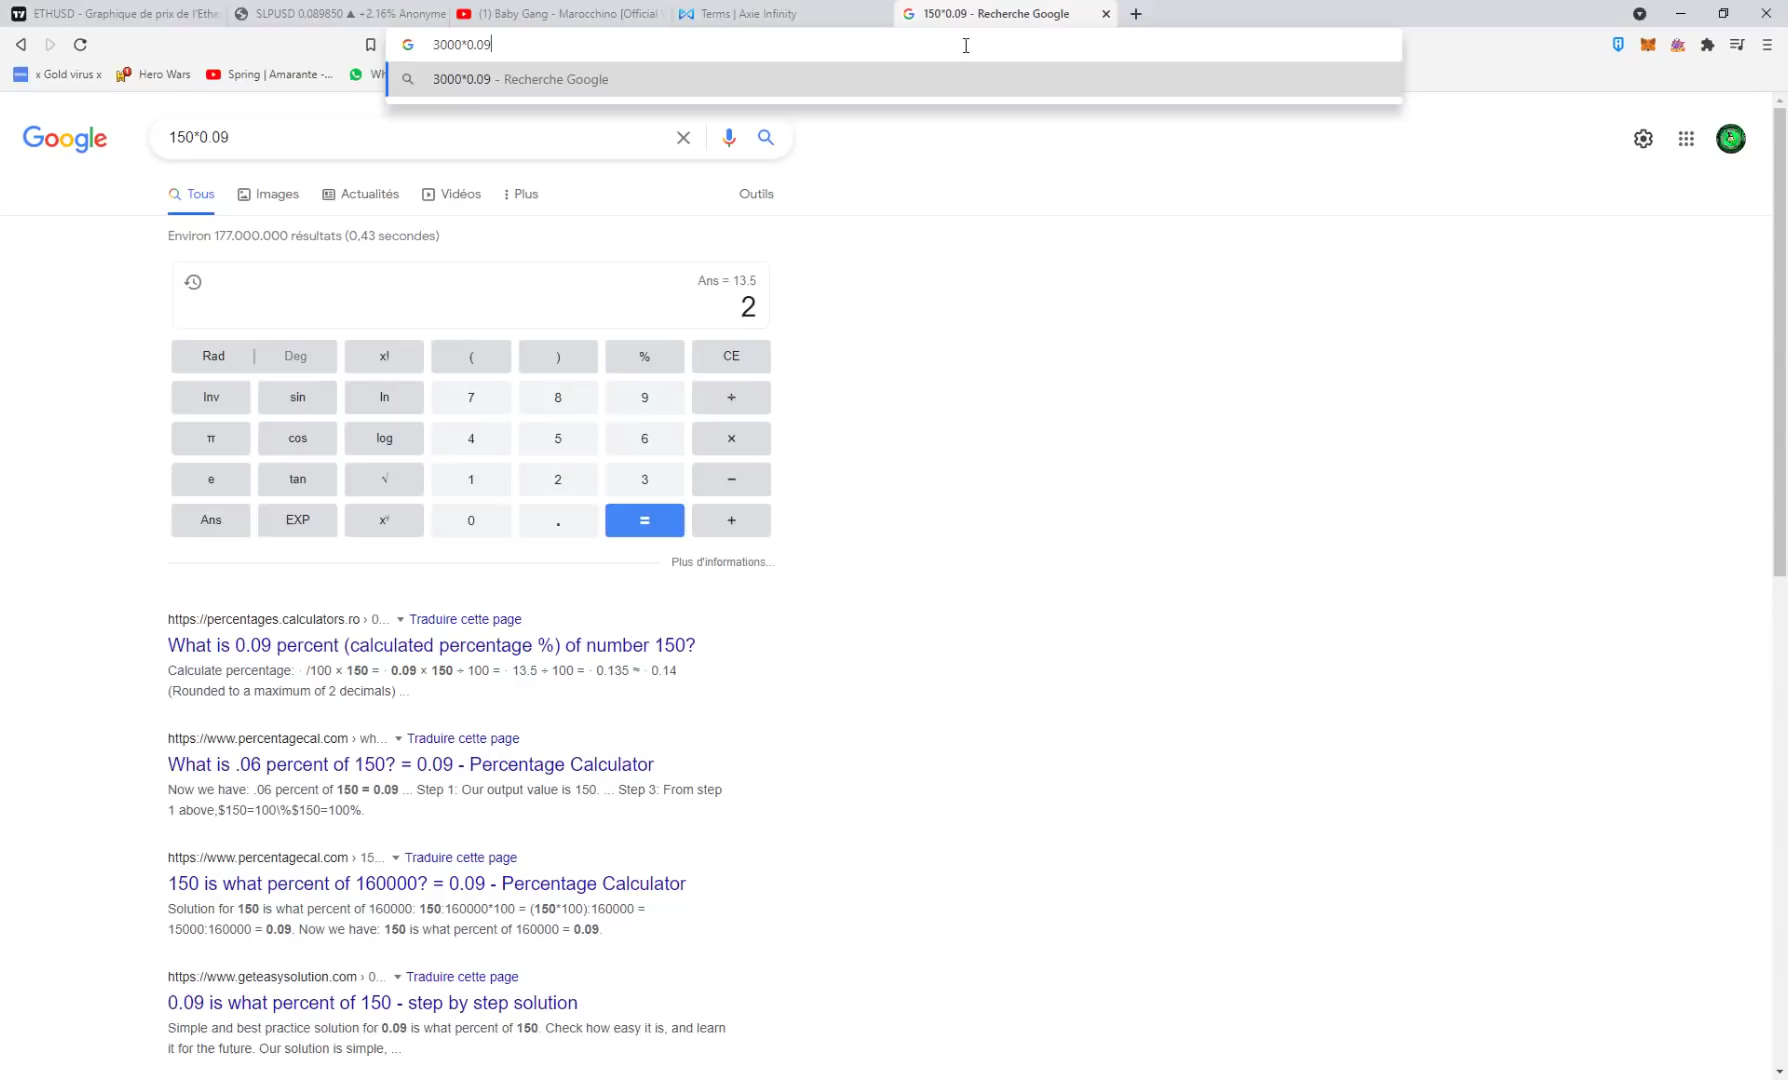 ETHUSD - Graphique de prix de l'Ethe
SLPUSD 0.089850 ▲ +2.16% Anonyme
(1) Baby Gang - Marocchino [Official
Terms | Axie Infinity
150*0.09 - Recherche Google
3000*0.09
x Gold virus x
Hero Wars
Spring | Amarante -...
3000*0.09 - Recherche Google
Google
150*0.09
Tous
Images
Actualités
Vidéos
Plus
Outils
Environ 177.000.000 résultats (0,43 secondes)
Ans = 13.5
2
Rad | Deg x! ( ) % CE
Inv sin ln 7 8 9 ÷
π cos log 4 5 6 ×
e tan √ 1 2 3 −
Ans EXP xʸ 0 . = +
Plus d'informations...
https://percentages.calculators.ro › 0... ▼ Traduire cette page
What is 0.09 percent (calculated percentage %) of number 150?
Calculate percentage: · /100 × 150 = · 0.09 × 150 ÷ 100 = · 13.5 ÷ 100 = · 0.135 ≈ · 0.14
(Rounded to a maximum of 2 decimals) ...
https://www.percentagecal.com › wh... ▼ Traduire cette page
What is .06 percent of 150? = 0.09 - Percentage Calculator
Now we have: .06 percent of 150 = 0.09 ... Step 1: Our output value is 150. ... Step 3: From step
1 above,$150=100\%$150=100%.
https://www.percentagecal.com › 15... ▼ Traduire cette page
150 is what percent of 160000? = 0.09 - Percentage Calculator
Solution for 150 is what percent of 160000: 150:160000*100 = (150*100):160000 =
15000:160000 = 0.09. Now we have: 150 is what percent of 160000 = 0.09.
https://www.geteasysolution.com › 0... ▼ Traduire cette page
0.09 is what percent of 150 - step by step solution
Simple and best practice solution for 0.09 is what percent of 150. Check how easy it is, and learn
it for the future. Our solution is simple, ...